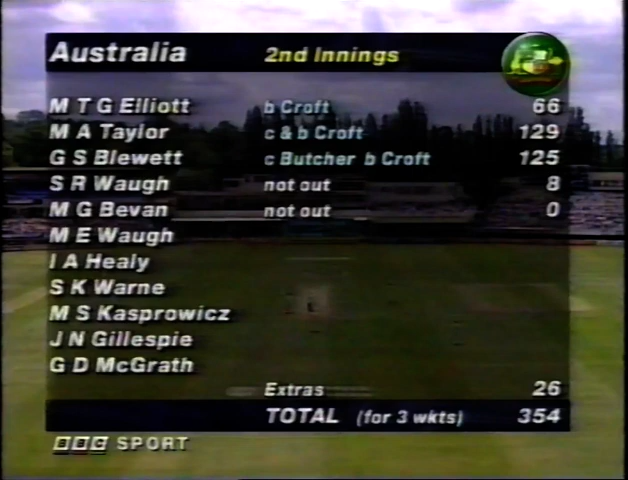 Australia 2nd Innings
M T G Elliott b Croft 66
M A Taylor c & b Croft 129
G S Blewett c Butcher b Croft 125
S R Waugh not out 8
M G Bevan not out 0
M E Waugh
I A Healy
S K Warne
M S Kasprowicz
J N Gillespie
G D McGrath
Extras 26
TOTAL (for 3 wkts) 354
BBC SPORT